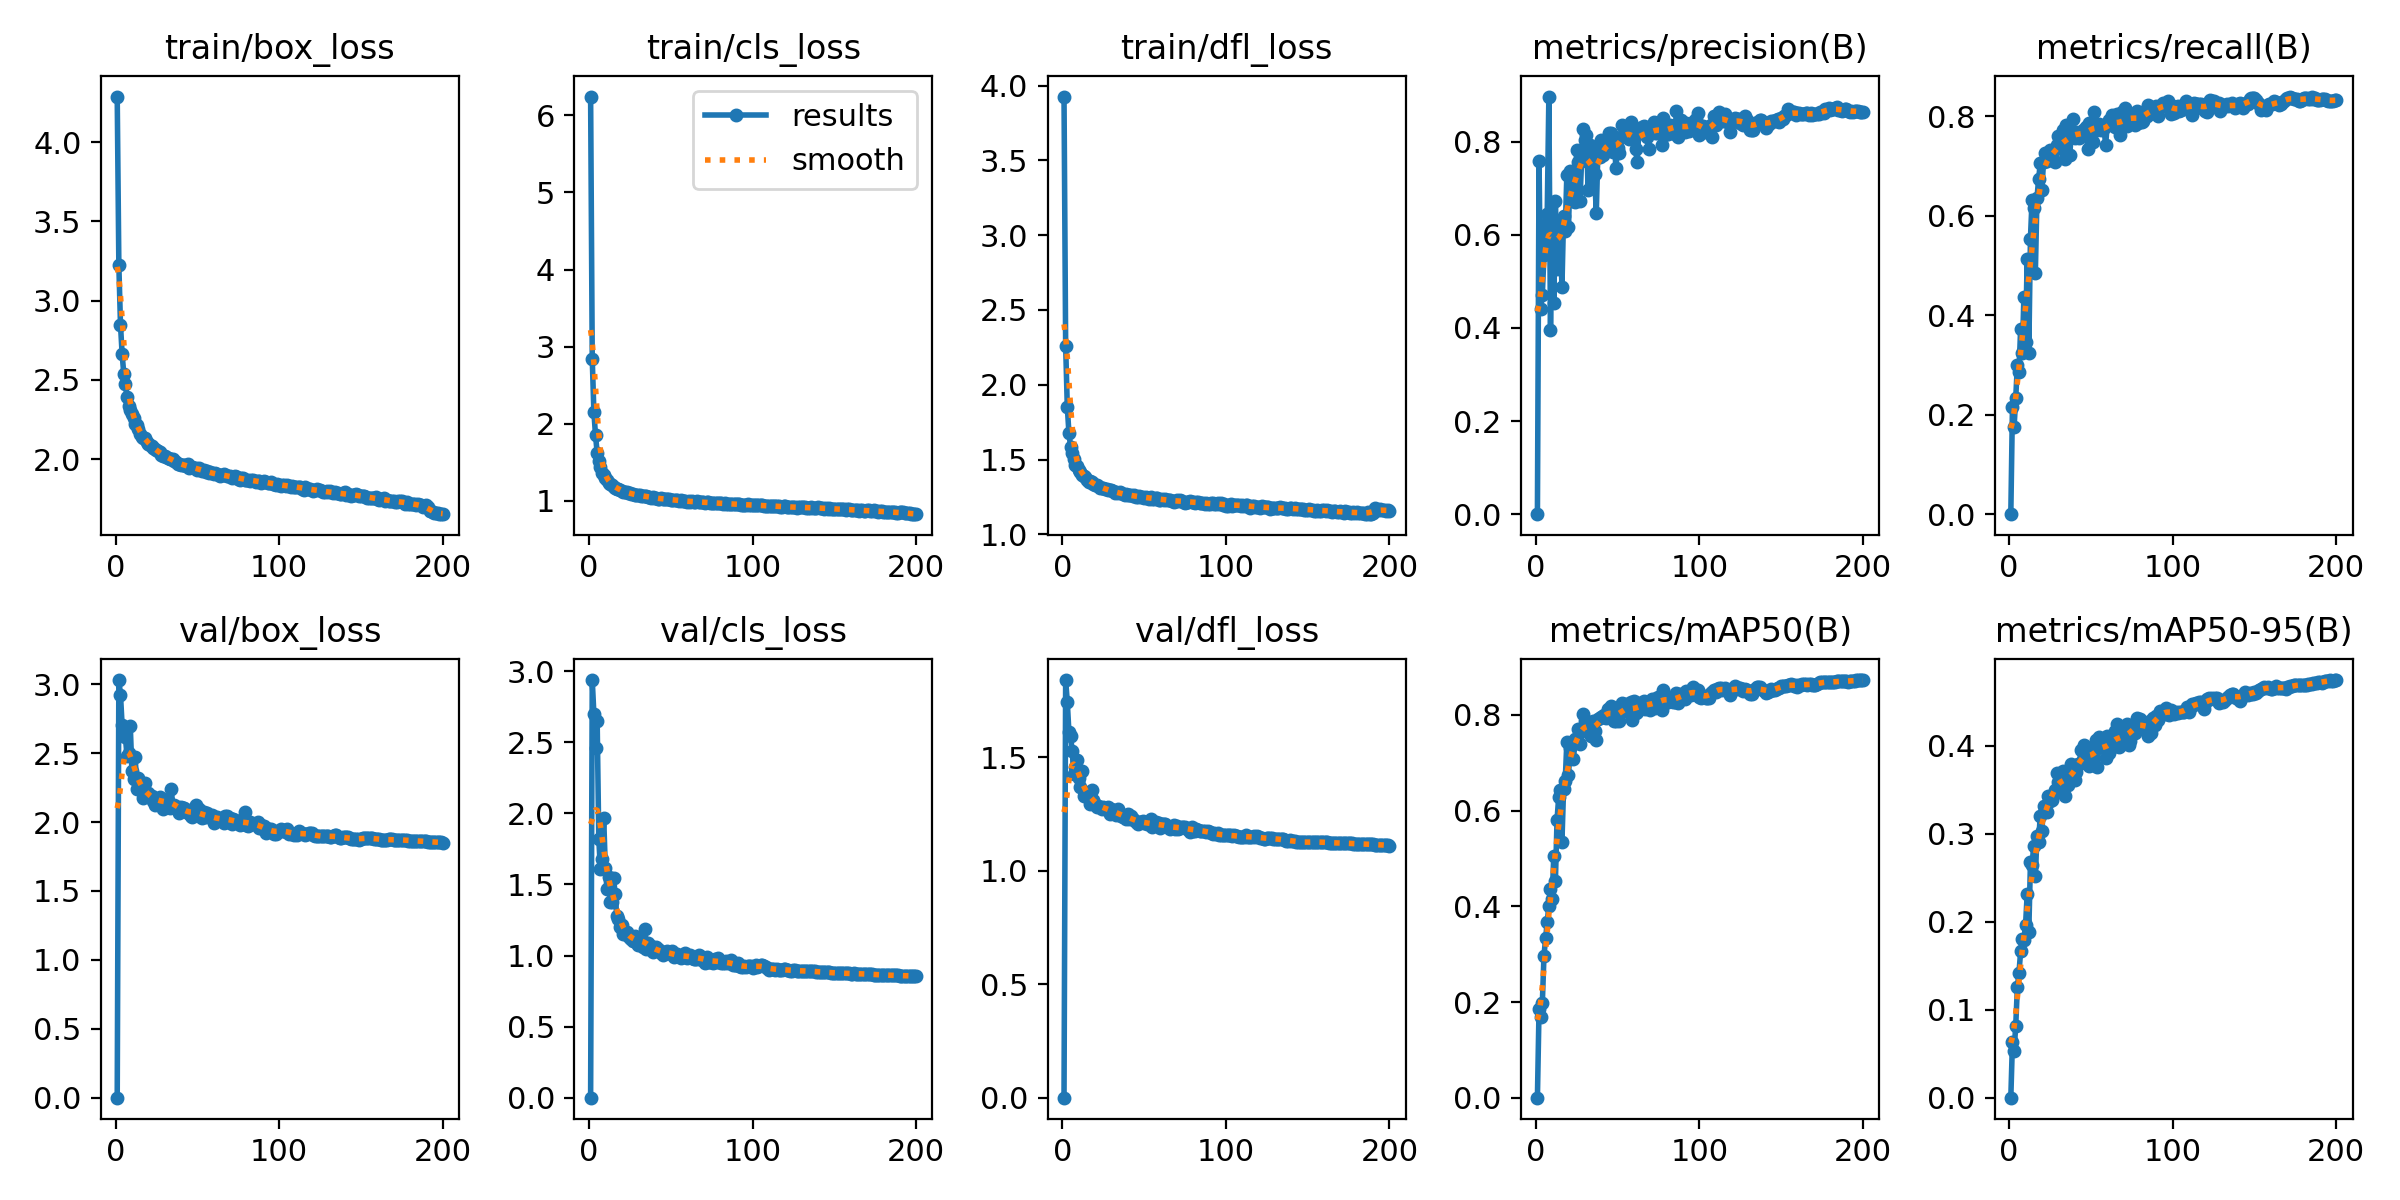 train/box_loss
4.0
3.5
3.0
2.5
2.0
0 100 200
train/cls_loss
results
smooth
6
5
4
3
2
1
0 100 200
train/dfl_loss
4.0
3.5
3.0
2.5
2.0
1.5
1.0
0 100 200
metrics/precision(B)
0.8
0.6
0.4
0.2
0.0
0 100 200
metrics/recall(B)
0.8
0.6
0.4
0.2
0.0
0 100 200
val/box_loss
3.0
2.5
2.0
1.5
1.0
0.5
0.0
0 100 200
val/cls_loss
3.0
2.5
2.0
1.5
1.0
0.5
0.0
0 100 200
val/dfl_loss
1.5
1.0
0.5
0.0
0 100 200
metrics/mAP50(B)
0.8
0.6
0.4
0.2
0.0
0 100 200
metrics/mAP50-95(B)
0.4
0.3
0.2
0.1
0.0
0 100 200